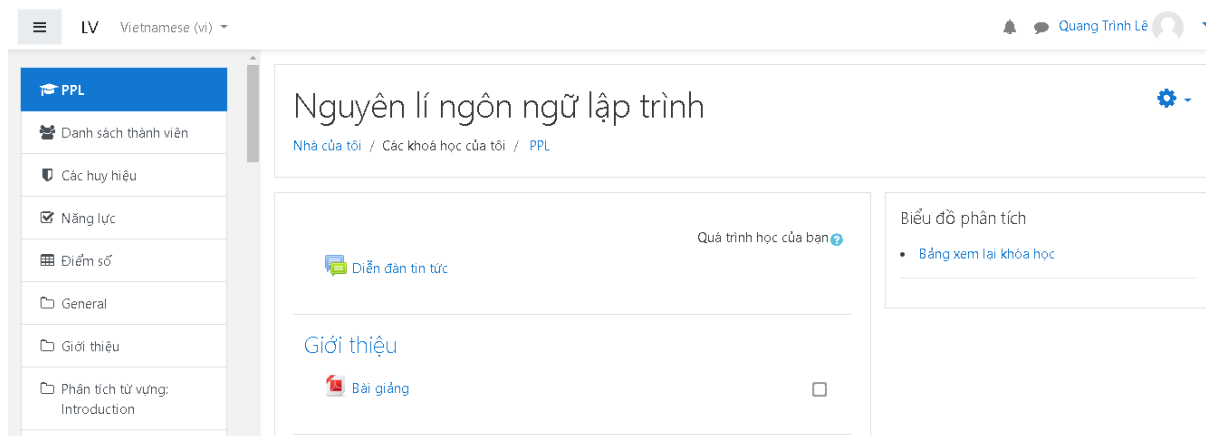 LV Vietnamese (vi)
Quang Trình Lê
PPL
Danh sách thành viên
Các huy hiệu
Năng lực
Điểm số
General
Giới thiệu
Phân tích từ vựng:
Introduction
Nguyên lí ngôn ngữ lập trình
Nhà của tôi / Các khoá học của tôi / PPL
Quá trình học của bạn
Diễn đàn tin tức
Giới thiệu
Bài giảng
Biểu đồ phân tích
Bảng xem lại khóa học